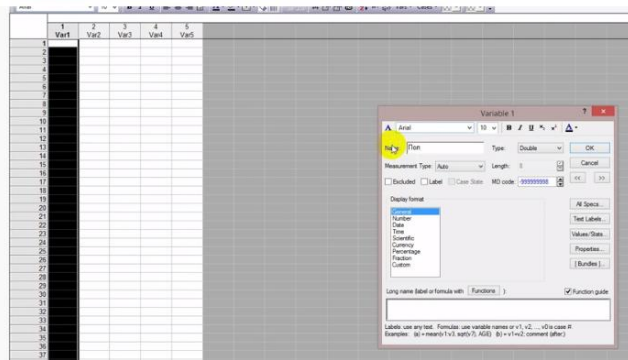 Arial 10 B I U Vars Cases
1 2 3 4 5
Var1 Var2 Var3 Var4 Var5
1
2
3
4
5
6
7
8
9
10
11
12
13
14
15
16
17
18
19
20
21
22
23
24
25
26
27
28
29
30
31
32
33
34
35
36
37
Variable 1 ?
A Arial 10 B I U A
Пол Type: Double OK
Measurement Type: Auto Length: 8 Cancel
Excluded Label Case State MD code: -999999998 << >>
Display format
General
Number
Date
Time
Scientific
Currency
Percentage
Fraction
Custom
All Specs...
Text Labels...
Values/Stats...
Properties...
[ Bundles ]...
Long name (label or formula with Functions ): Function guide
Labels: use any text. Formulas: use variable names or v1, v2, ..., v0 is case #.
Examples: (a) = mean(v1:v3, sqrt(v7), AGE) (b) = v1+v2; comment (after;)